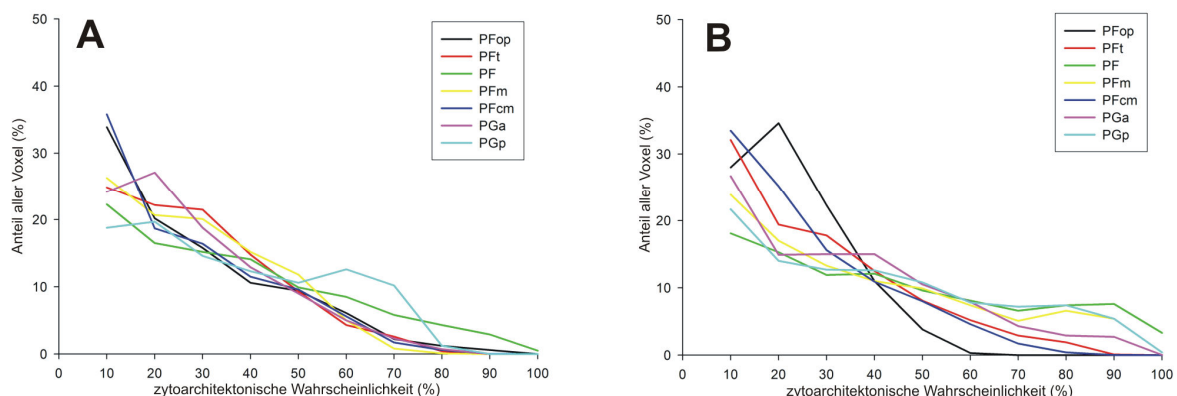 A
50
40
30
20
10
0
Anteil aller Voxel (%)
PFop
PFt
PF
PFm
PFcm
PGa
PGp
0 10 20 30 40 50 60 70 80 90 100
zytoarchitektonische Wahrscheinlichkeit (%)
B
50
40
30
20
10
0
Anteil aller Voxel (%)
PFop
PFt
PF
PFm
PFcm
PGa
PGp
0 10 20 30 40 50 60 70 80 90 100
zytoarchitektonische Wahrscheinlichkeit (%)